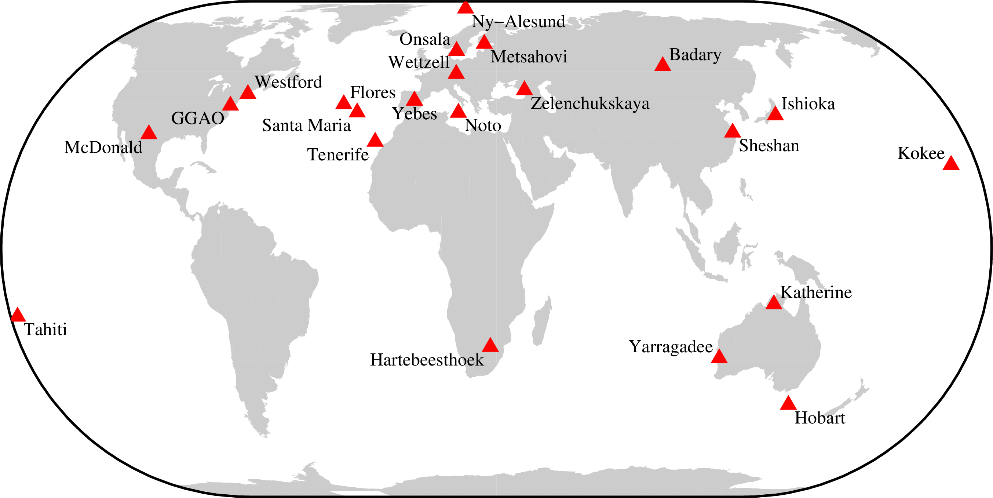 Ny−Alesund
Onsala
Metsahovi
Badary
Wettzell
Westford
Flores
Zelenchukskaya
Ishioka
GGAO
Yebes
Santa Maria
Noto
McDonald
Tenerife
Sheshan
Kokee
Katherine
Tahiti
Yarragadee
Hartebeesthoek
Hobart